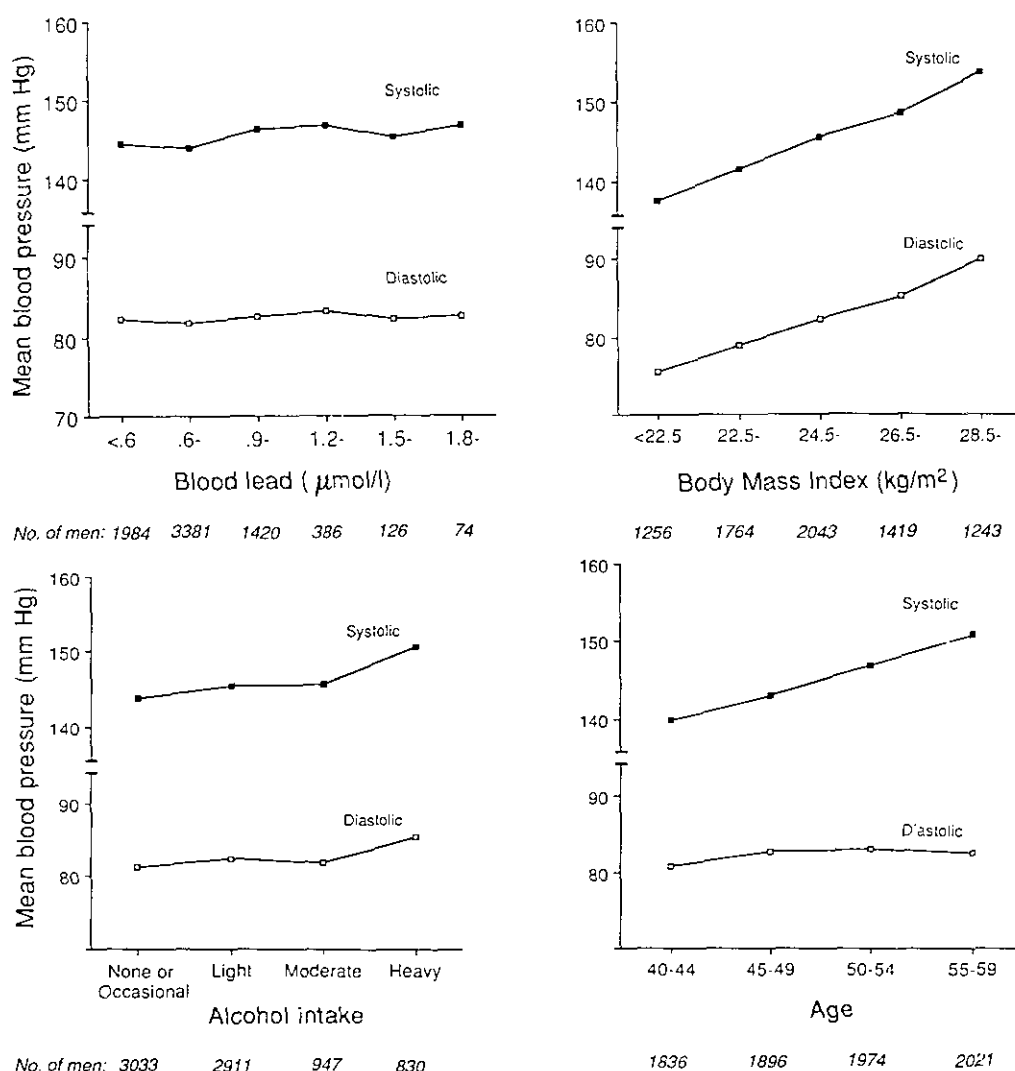 Mean blood pressure (mm Hg)
160
150
140
90
80
70
Systolic
Diastolic
<.6 .6- .9- 1.2- 1.5- 1.8-
Blood lead ( µmol/l)
No. of men: 1984 3381 1420 386 126 74
160
150
140
90
80
Systolic
Diastolic
<22.5 22.5- 24.5- 26.5- 28.5-
Body Mass Index (kg/m²)
1256 1764 2043 1419 1243
Mean blood pressure (mm Hg)
160
150
140
90
80
Systolic
Diastolic
None or Light Moderate Heavy
Occasional
Alcohol intake
No. of men: 3033 2911 947 830
160
150
140
90
80
Systolic
Diastolic
40-44 45-49 50-54 55-59
Age
1836 1896 1974 2021